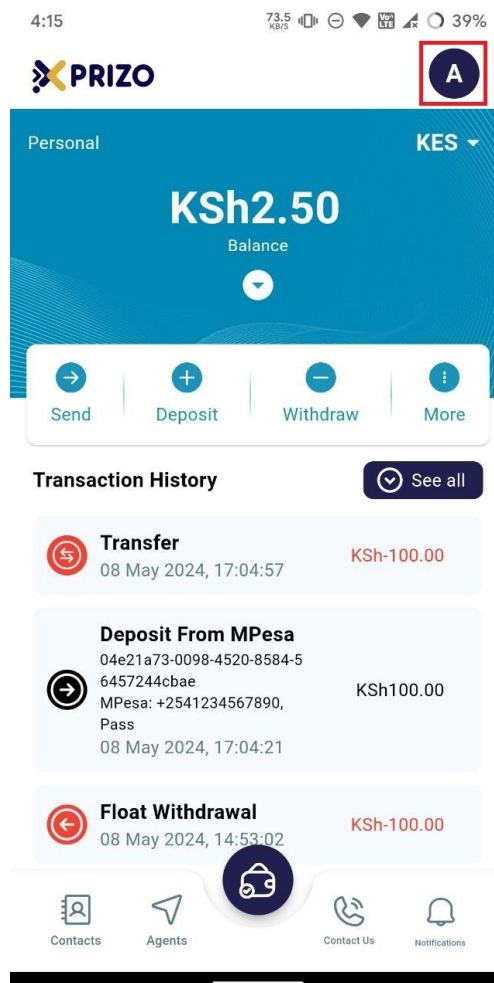 4:15 73.5 KB/S Vo LTE 39%
PRIZO A
Personal KES
KSh2.50
Balance
Send Deposit Withdraw More
Transaction History See all
Transfer
08 May 2024, 17:04:57 KSh-100.00
Deposit From MPesa
04e21a73-0098-4520-8584-5
6457244cbae
MPesa: +2541234567890,
Pass
KSh100.00
08 May 2024, 17:04:21
Float Withdrawal
08 May 2024, 14:53:02 KSh-100.00
Contacts Agents Contact Us Notifications